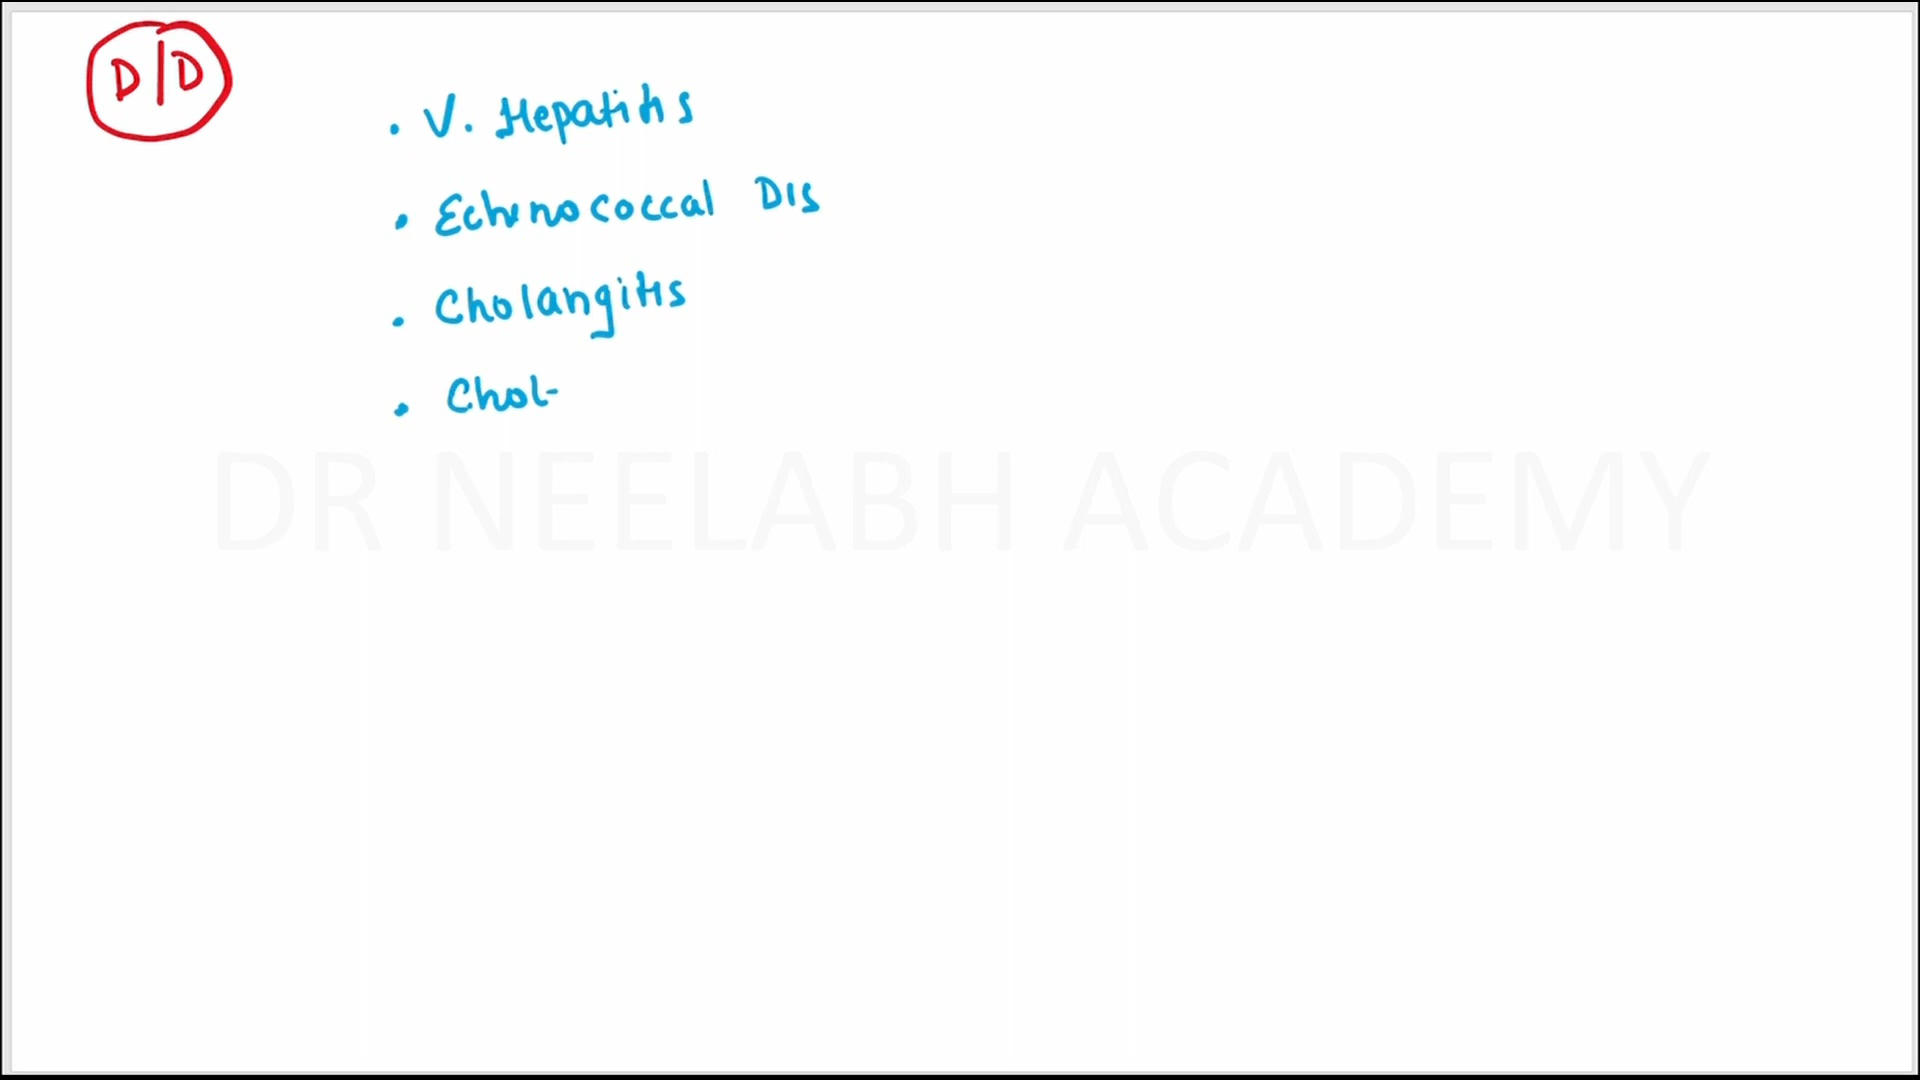 D|D
• V. Hepatitis
• Echinococcal Dis
• Cholangitis
• Chol-
DR NEELABH ACADEMY